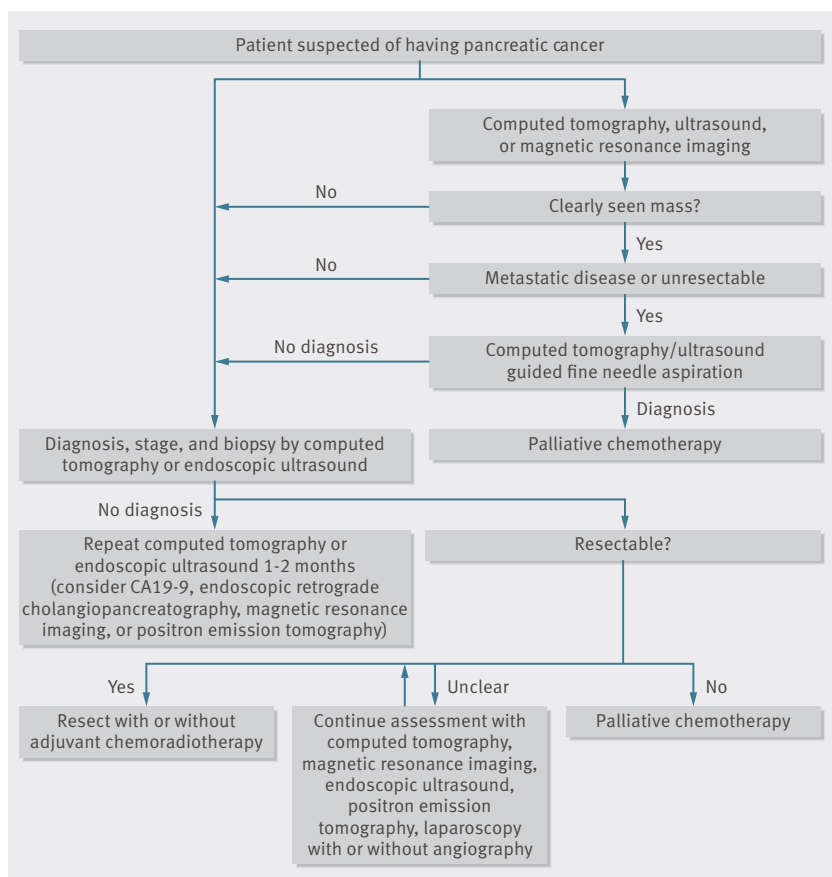 Patient suspected of having pancreatic cancer
Computed tomography, ultrasound,
or magnetic resonance imaging
No
Clearly seen mass?
Yes
No
Metastatic disease or unresectable
Yes
No diagnosis
Computed tomography/ultrasound
guided fine needle aspiration
Diagnosis
Diagnosis, stage, and biopsy by computed
tomography or endoscopic ultrasound
Palliative chemotherapy
No diagnosis
Repeat computed tomography or
endoscopic ultrasound 1-2 months
(consider CA19-9, endoscopic retrograde
cholangiopancreatography, magnetic resonance
imaging, or positron emission tomography)
Resectable?
Yes
Unclear
No
Resect with or without
adjuvant chemoradiotherapy
Continue assessment with
computed tomography,
magnetic resonance imaging,
endoscopic ultrasound,
positron emission
tomography, laparoscopy
with or without angiography
Palliative chemotherapy